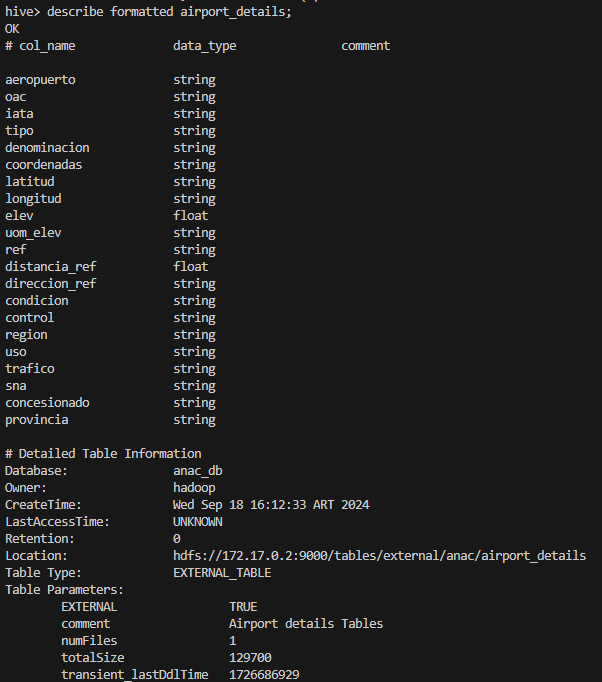 hive> describe formatted airport_details;
OK
# col_name data_type comment
aeropuerto string
oac string
iata string
tipo string
denominacion string
coordenadas string
latitud string
longitud string
elev float
uom_elev string
ref string
distancia_ref float
direccion_ref string
condicion string
control string
region string
uso string
trafico string
sna string
concesionado string
provincia string
# Detailed Table Information
Database: anac_db
Owner: hadoop
CreateTime: Wed Sep 18 16:12:33 ART 2024
LastAccessTime: UNKNOWN
Retention: 0
Location: hdfs://172.17.0.2:9000/tables/external/anac/airport_details
Table Type: EXTERNAL_TABLE
Table Parameters:
EXTERNAL TRUE
comment Airport details Tables
numFiles 1
totalSize 129700
transient_lastDdlTime 1726686929